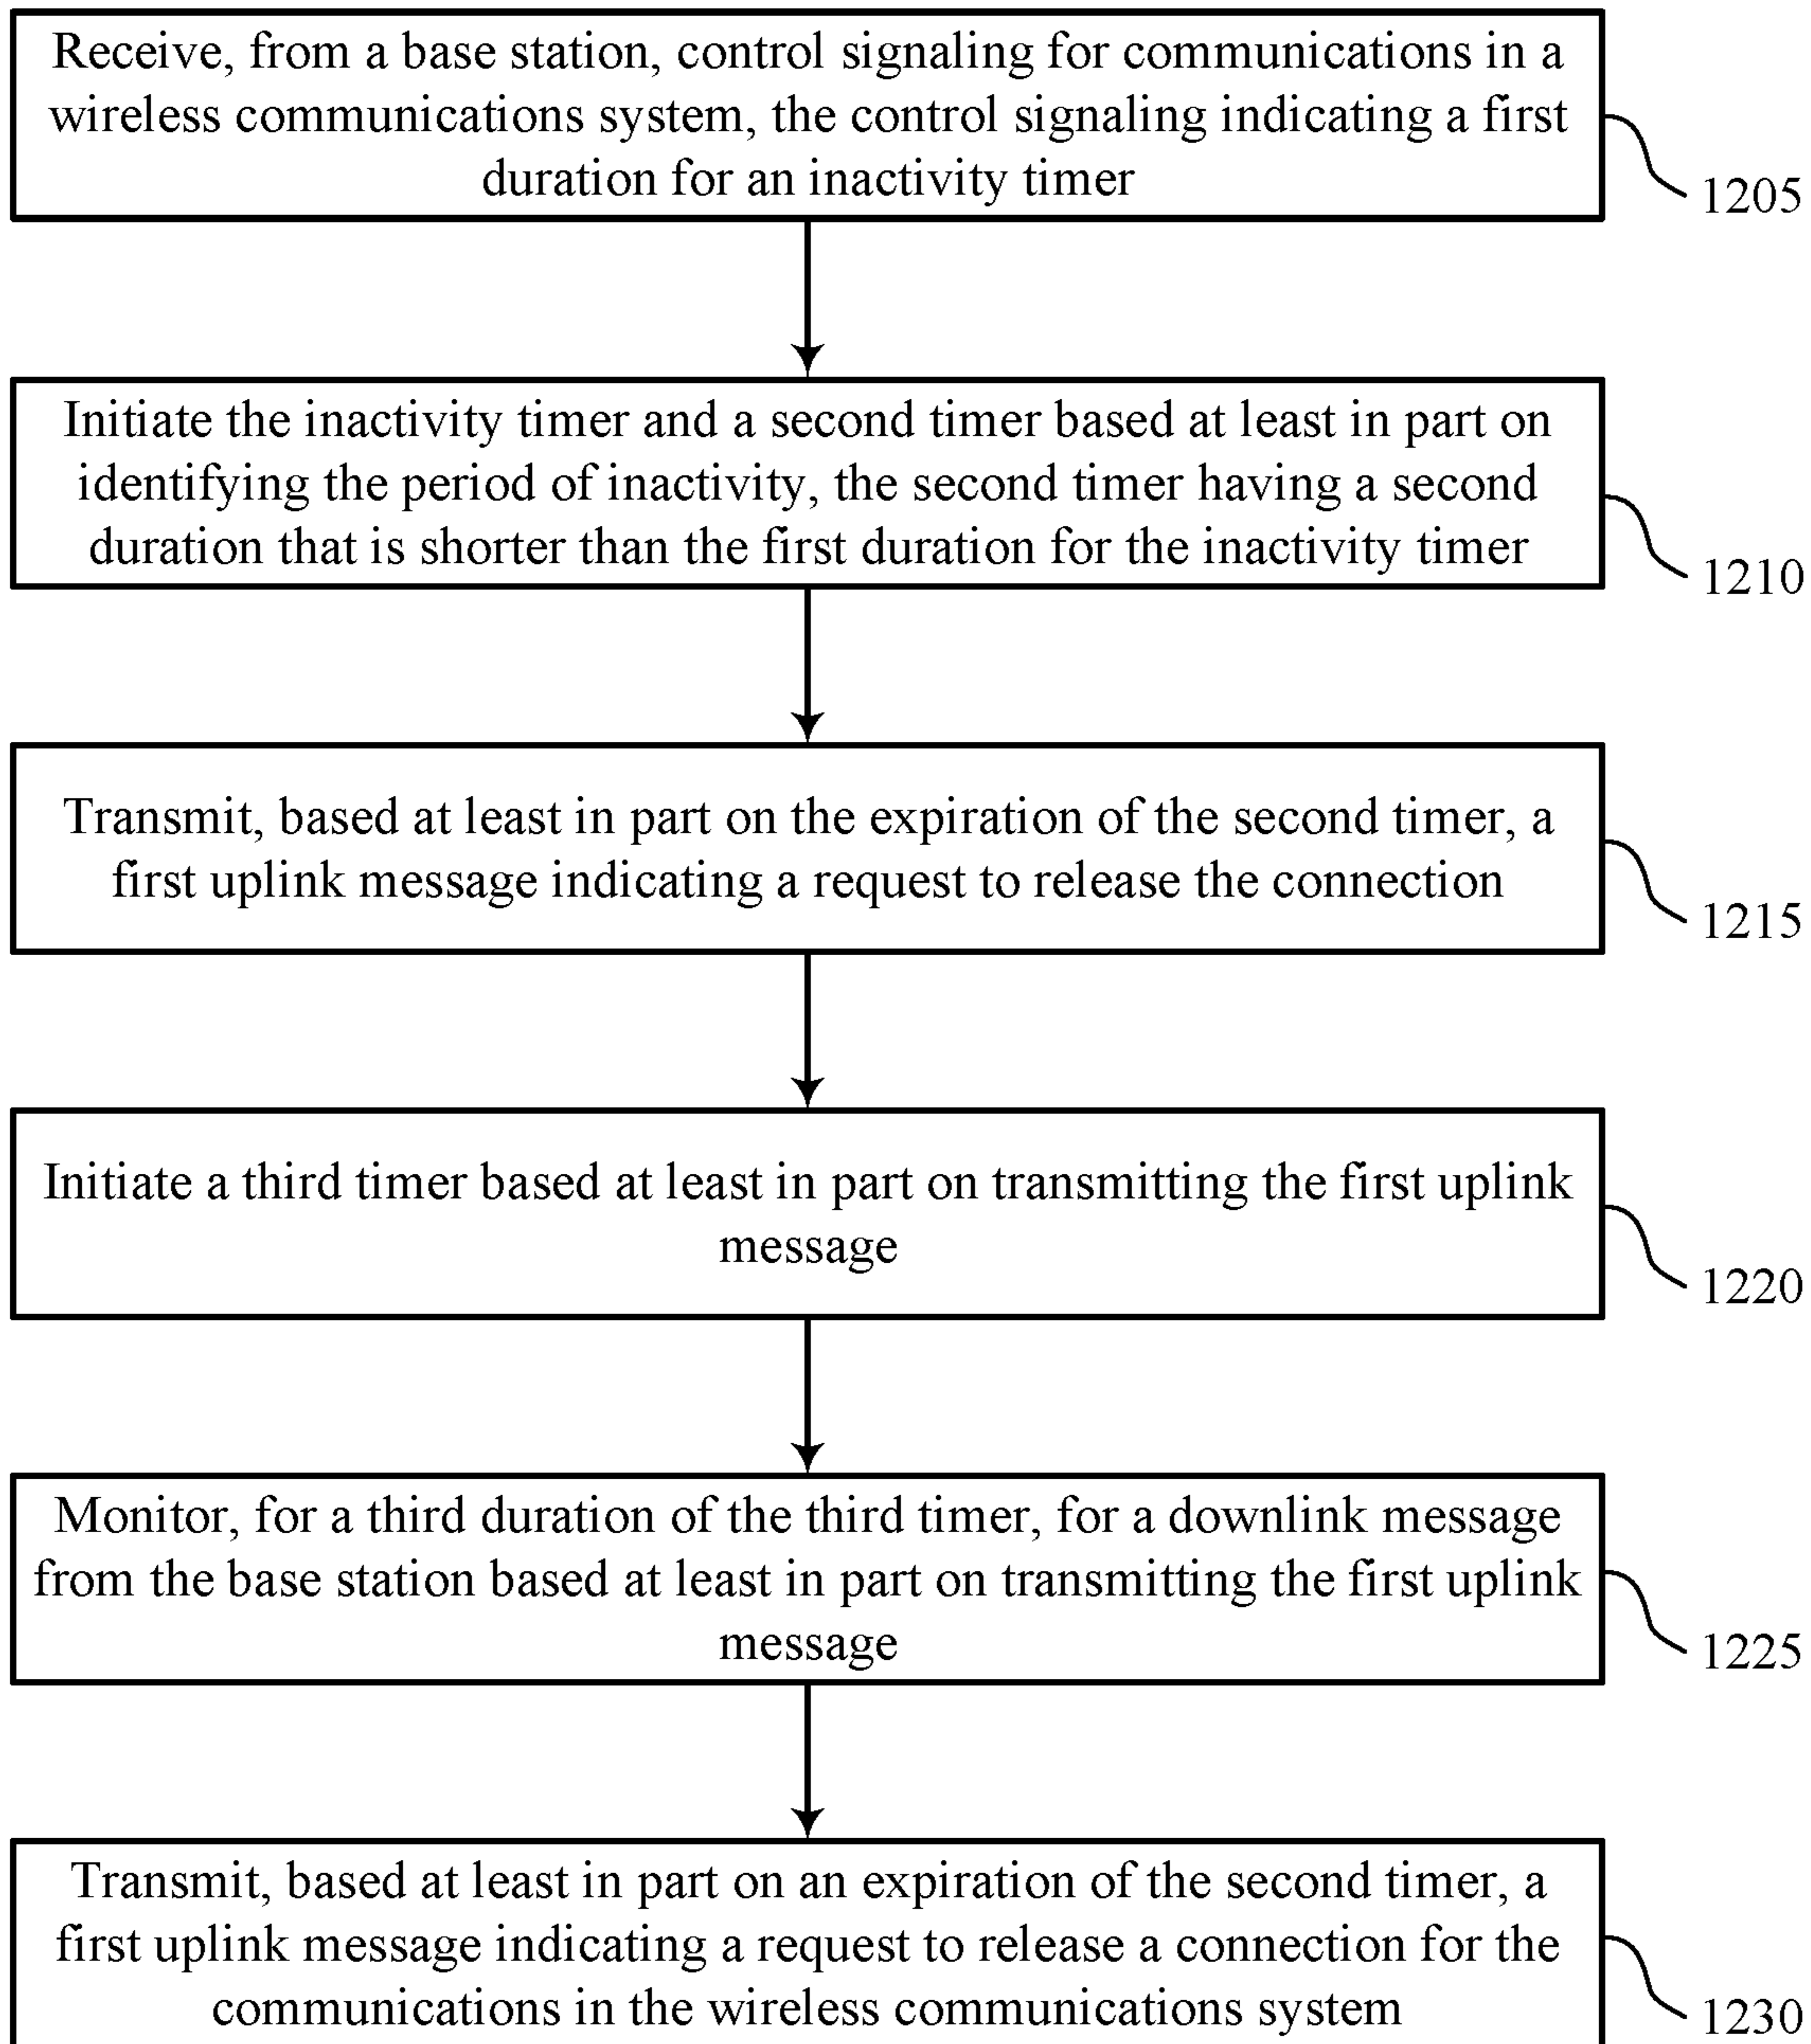 Receive, from a base station, control signaling for communications in a
wireless communications system, the control signaling indicating a first
duration for an inactivity timer
1205
Initiate the inactivity timer and a second timer based at least in part on
identifying the period of inactivity, the second timer having a second
duration that is shorter than the first duration for the inactivity timer
1210
Transmit, based at least in part on the expiration of the second timer, a
first uplink message indicating a request to release the connection
1215
Initiate a third timer based at least in part on transmitting the first uplink
message
1220
Monitor, for a third duration of the third timer, for a downlink message
from the base station based at least in part on transmitting the first uplink
message
1225
Transmit, based at least in part on an expiration of the second timer, a
first uplink message indicating a request to release a connection for the
communications in the wireless communications system
1230